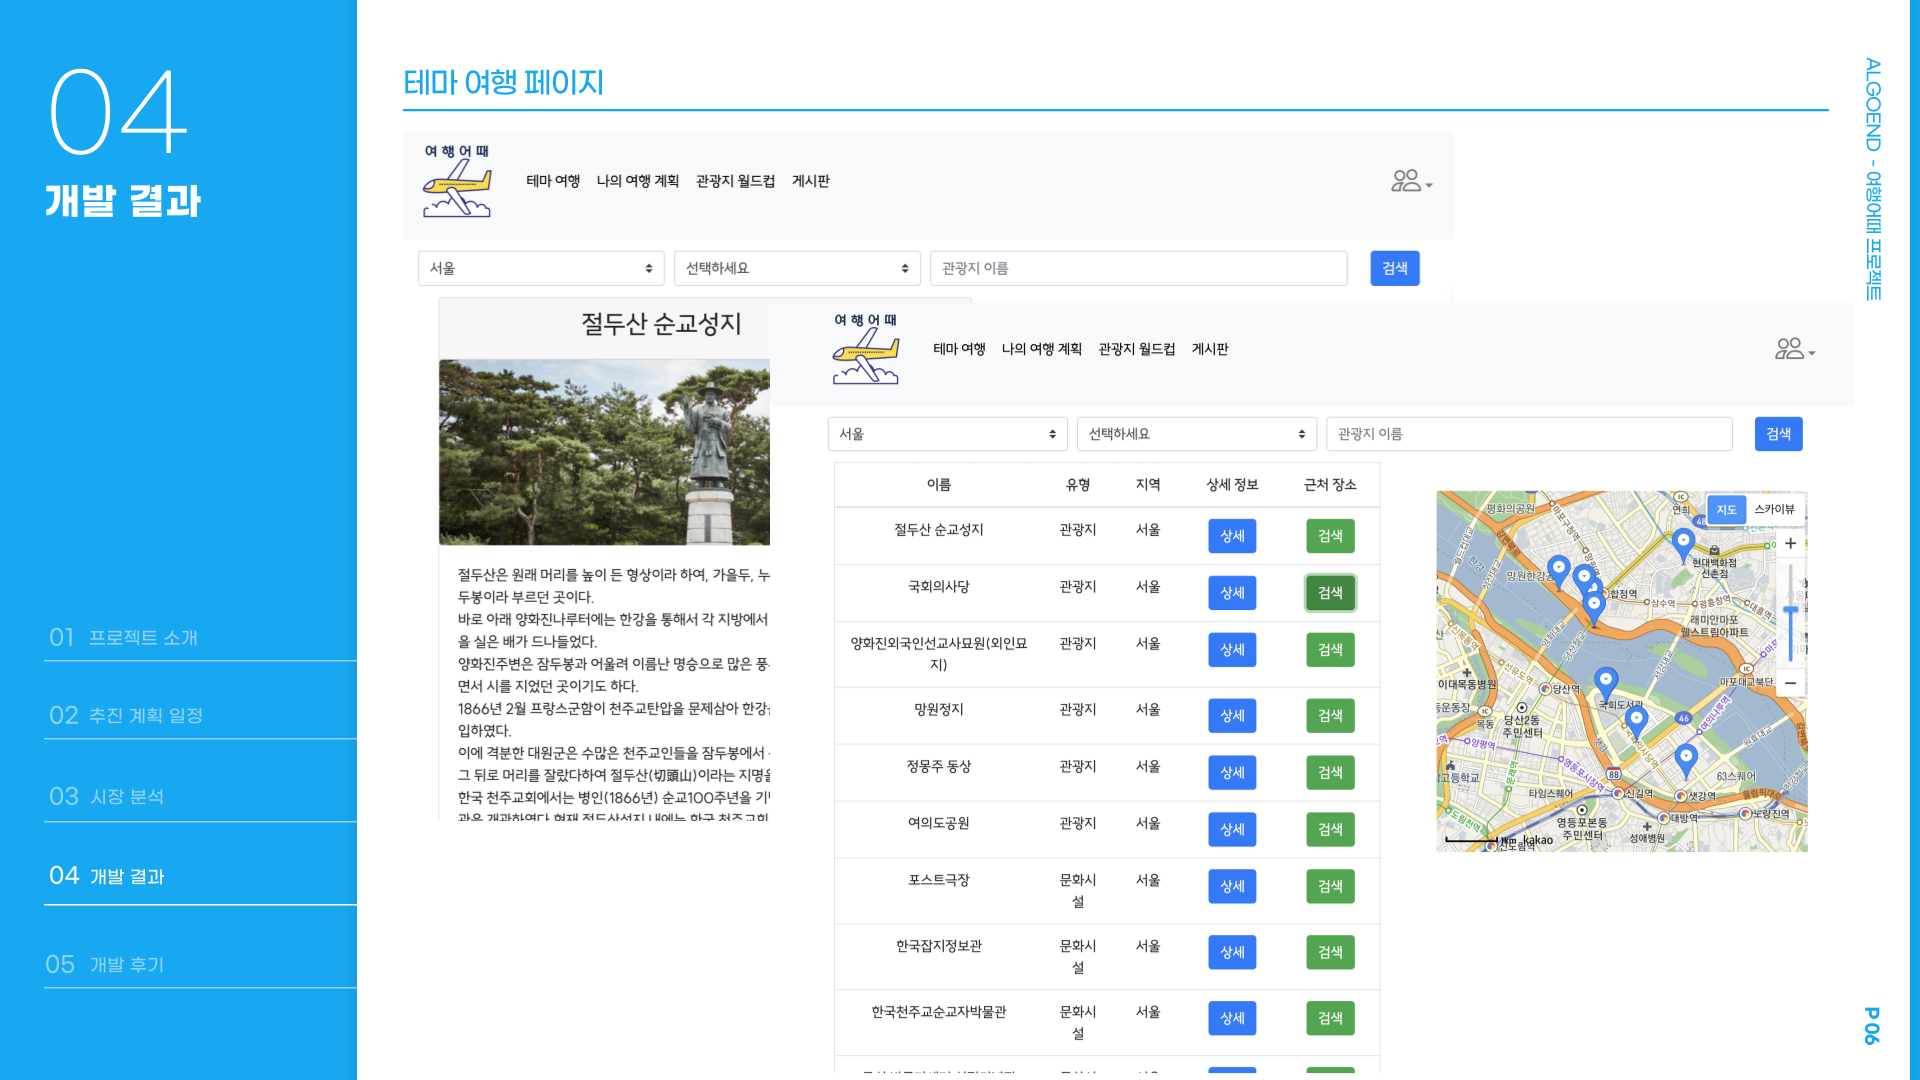 04
개발 결과
01 프로젝트 소개
02 추진 계획 일정
03 시장 분석
04 개발 결과
05 개발 후기
테마 여행 페이지
ALGOEND - 여행어때 프로젝트
P 06
여행어때
테마 여행 나의 여행 계획 관광지 월드컵 게시판
서울 선택하세요 관광지 이름 검색
절두산 순교성지
절두산은 원래 머리를 높이 든 형상이라 하여, 가을두, 누
두봉이라 부르던 곳이다.
바로 아래 양화진나루터에는 한강을 통해서 각 지방에서
을 실은 배가 드나들었다.
양화진주변은 잠두봉과 어울려 이름난 명승으로 많은 풍
면서 시를 지었던 곳이기도 하다.
1866년 2월 프랑스군함이 천주교탄압을 문제삼아 한강
입하였다.
이에 격분한 대원군은 수많은 천주교인들을 잠두봉에서
그 뒤로 머리를 잘랐다하여 절두산(切頭山)이라는 지명을
한국 천주교회에서는 병인(1866년) 순교100주년을 기
여행어때
테마 여행 나의 여행 계획 관광지 월드컵 게시판
서울 선택하세요 관광지 이름 검색
이름 유형 지역 상세 정보 근처 장소
절두산 순교성지 관광지 서울 상세 검색
국회의사당 관광지 서울 상세 검색
양화진외국인선교사묘원(외인묘
지) 관광지 서울 상세 검색
망원정지 관광지 서울 상세 검색
정몽주 동상 관광지 서울 상세 검색
여의도공원 관광지 서울 상세 검색
포스트극장 문화시
설 서울 상세 검색
한국잡지정보관 문화시
설 서울 상세 검색
한국천주교순교자박물관 문화시
설 서울 상세 검색
지도 스카이뷰
평화의공원
연희
IC
현대백화점
신촌점
망원한강공
합정역
상수역
광흥창역
대흥역
래미안마포
웰스트림아파트
이대목동병원
당산역
마포대교북단
국회도서관
목동
당산2동
주민센터
46
양평역
88
63스퀘어
타임스퀘어
신길역
샛강역
영등포본동
주민센터
대방역
노량진역
성애병원
도림천역
신도림역
1km kakao